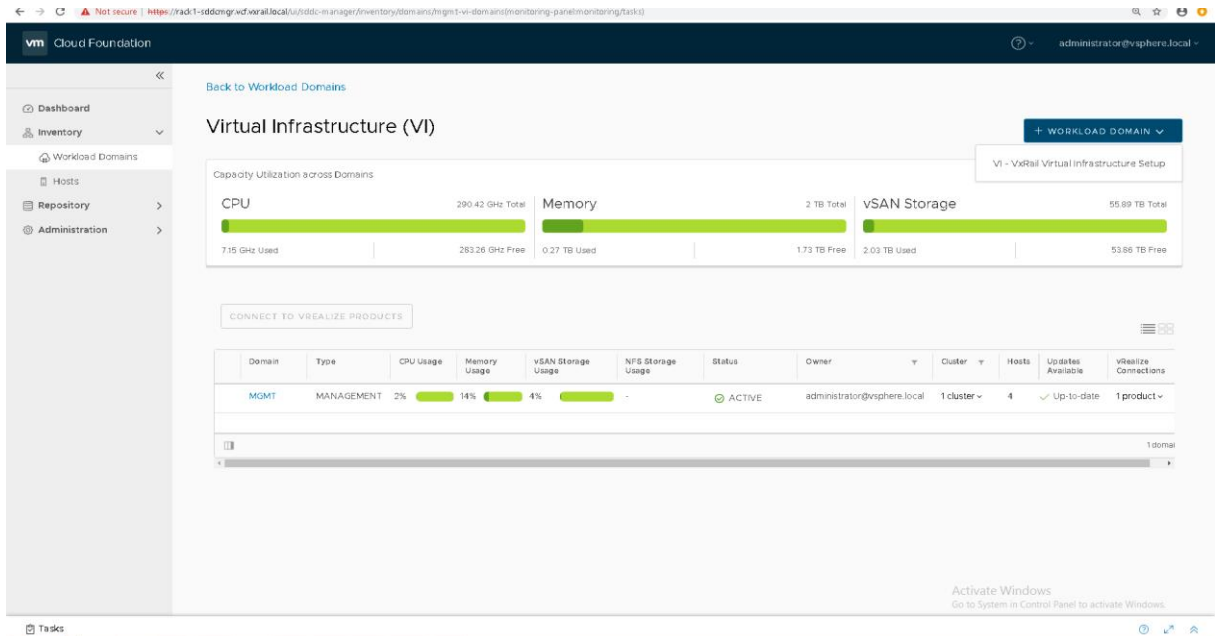 Not secure | https://rack1-sddcmgr.vcf.vxrail.local/ui/sddc-manager/inventory/domains/mgmt-vi-domains(monitoring-panel:monitoring/tasks)
vm Cloud Foundation
administrator@vsphere.local
Dashboard
Inventory
Workload Domains
Hosts
Repository
Administration
Back to Workload Domains
Virtual Infrastructure (VI)
+ WORKLOAD DOMAIN
VI - VxRail Virtual Infrastructure Setup
Capacity Utilization across Domains
CPU 290.42 GHz Total
7.15 GHz Used 283.26 GHz Free
Memory 2 TB Total
0.27 TB Used 1.73 TB Free
vSAN Storage 55.89 TB Total
2.03 TB Used 53.86 TB Free
CONNECT TO VREALIZE PRODUCTS
Domain Type CPU Usage Memory Usage vSAN Storage Usage NFS Storage Usage Status Owner Cluster Hosts Updates Available vRealize Connections
MGMT MANAGEMENT 2% 14% 4% - ACTIVE administrator@vsphere.local 1 cluster 4 Up-to-date 1 product
1 domai
Activate Windows
Go to System in Control Panel to activate Windows.
Tasks